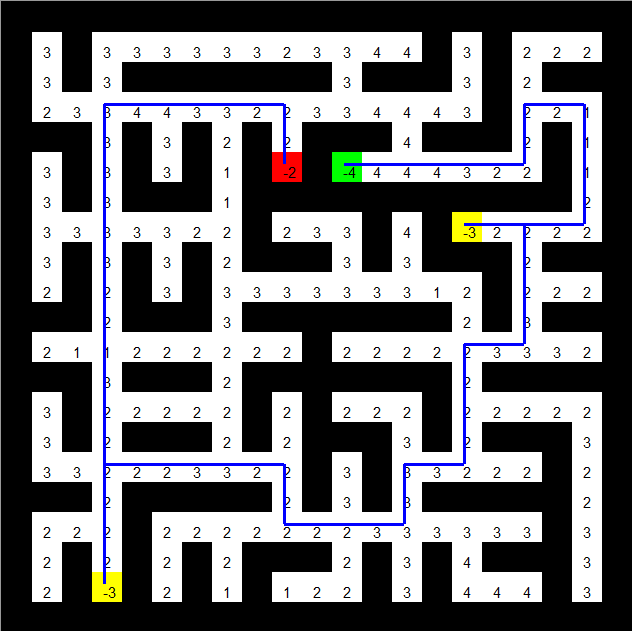 3 3 3 3 3 3 3 2 3 3 4 4 3 2 2 2
3 3 3 3 2
2 3 3 4 4 3 3 2 2 3 3 4 4 4 3 2 2 1
3 3 2 2 4 2 1
3 3 3 1 -2 -4 4 4 4 3 2 2 1
3 3 1 2
3 3 3 3 3 2 2 2 3 3 4 -3 2 2 2 2
3 3 3 2 3 3 2
2 2 3 3 3 3 3 3 3 3 1 2 2 2 2
2 3 2 3
2 1 1 2 2 2 2 2 2 2 2 2 2 2 3 3 3 2
3 2 2
3 2 2 2 2 2 2 2 2 2 2 2 2 2 2
3 2 2 2 3 2 3
3 3 2 2 2 3 3 2 2 3 3 3 2 2 2 2
2 2 3 3 2
2 2 2 2 2 2 2 2 2 2 3 3 3 3 3 3 3
2 2 2 2 2 3 4 3
2 -3 2 1 1 2 2 3 4 4 4 3